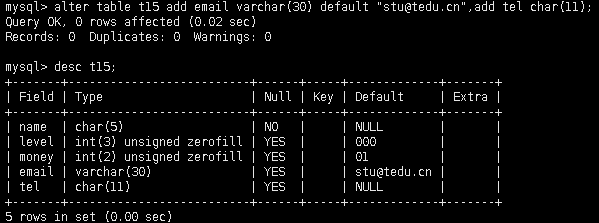 mysql> alter table t15 add email varchar(30) default "stu@tedu.cn",add tel char(11);
Query OK, 0 rows affected (0.02 sec)
Records: 0  Duplicates: 0  Warnings: 0
mysql> desc t15;
+-------+--------------------------+------+-----+-------------+-------+
| Field | Type                     | Null | Key | Default     | Extra |
+-------+--------------------------+------+-----+-------------+-------+
| name  | char(5)                  | NO   |     | NULL        |       |
| level | int(3) unsigned zerofill | YES  |     | 000         |       |
| money | int(2) unsigned zerofill | YES  |     | 01          |       |
| email | varchar(30)              | YES  |     | stu@tedu.cn |       |
| tel   | char(11)                 | YES  |     | NULL        |       |
+-------+--------------------------+------+-----+-------------+-------+
5 rows in set (0.00 sec)